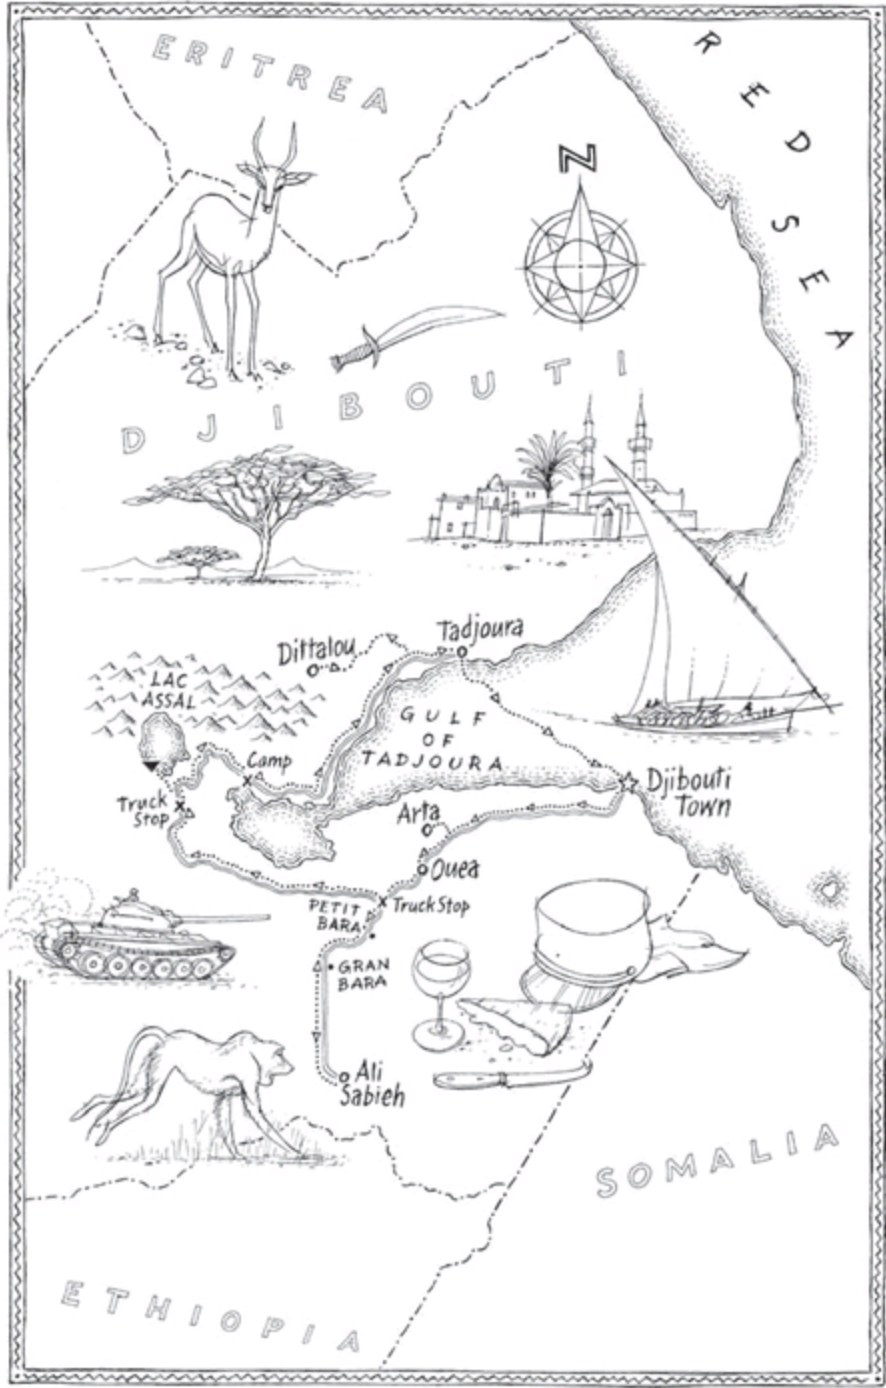 ERITREA
RED SEA
N
DJIBOUTI
Dittalou
Tadjoura
LAC
ASSAL
GULF
OF
TADJOURA
Camp
Djibouti
Town
Truck
Stop
Arta
Ouea
PETIT
BARA
Truck Stop
GRAN
BARA
Ali
Sabieh
SOMALIA
ETHIOPIA